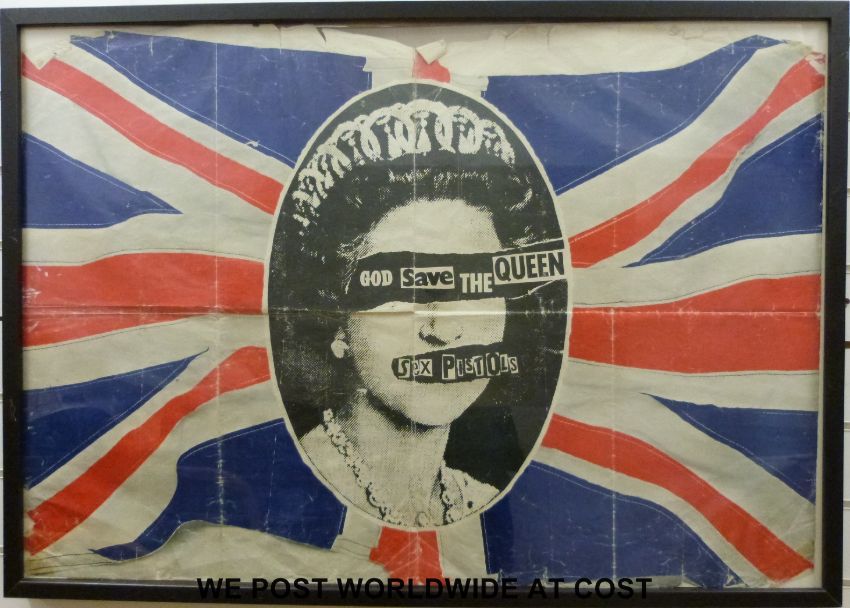 GOD Save THE QUEEN
SEX PISTOLS
WE POST WORLDWIDE AT COST